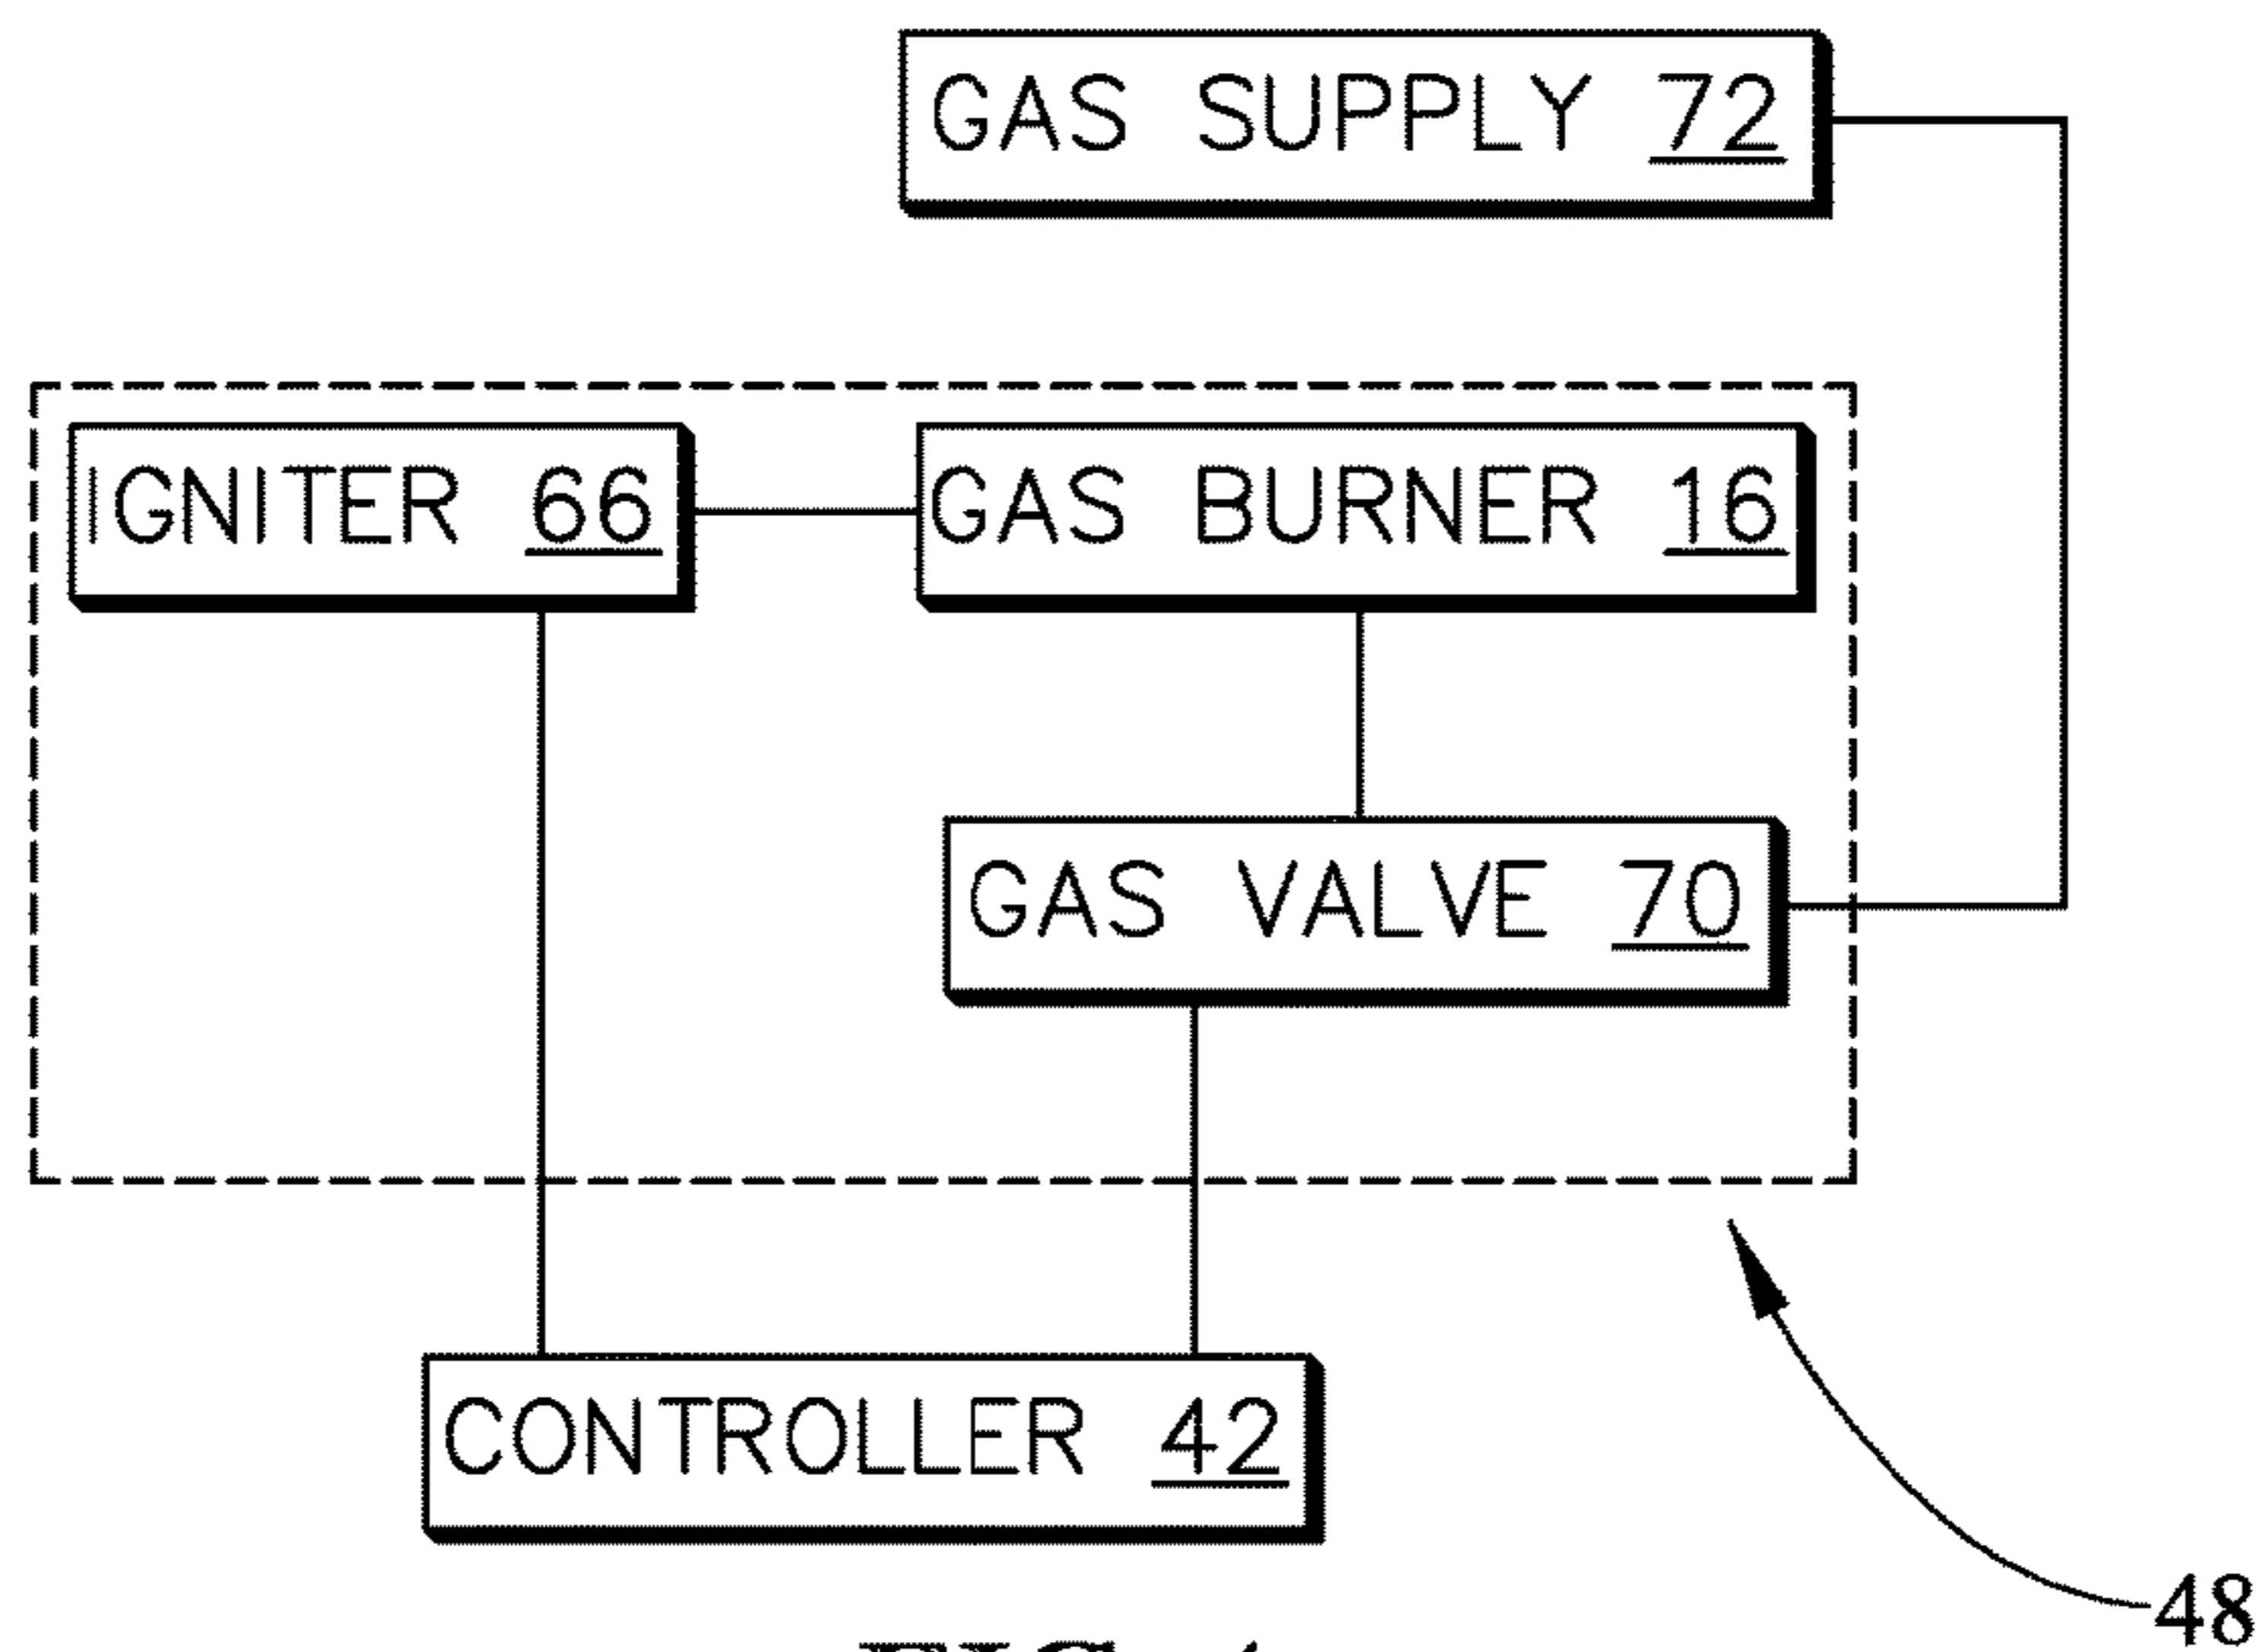 GAS SUPPLY 72
IGNITER 66
GAS BURNER 16
GAS VALVE 70
CONTROLLER 42
48